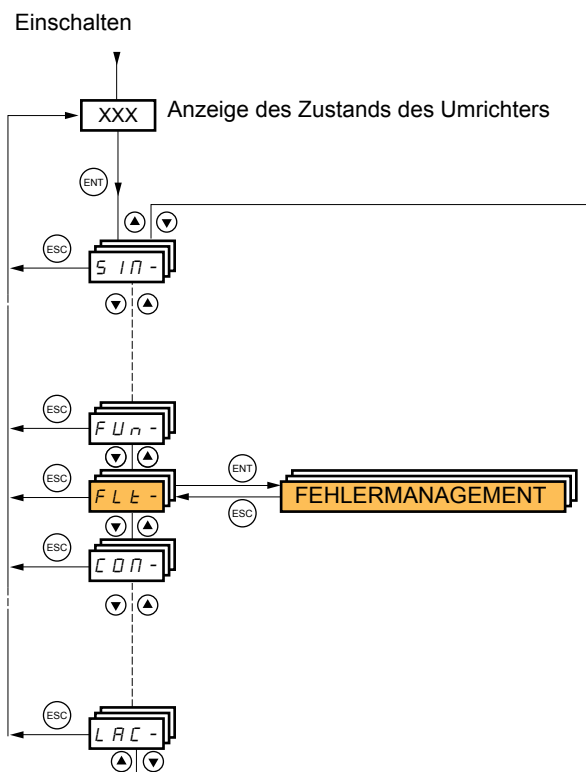 Einschalten
XXX
Anzeige des Zustands des Umrichters
ENT
ESC
SIM-
ESC
FUn-
ESC
FLt-
ENT
ESC
FEHLERMANAGEMENT
ESC
COM-
ESC
LAC-